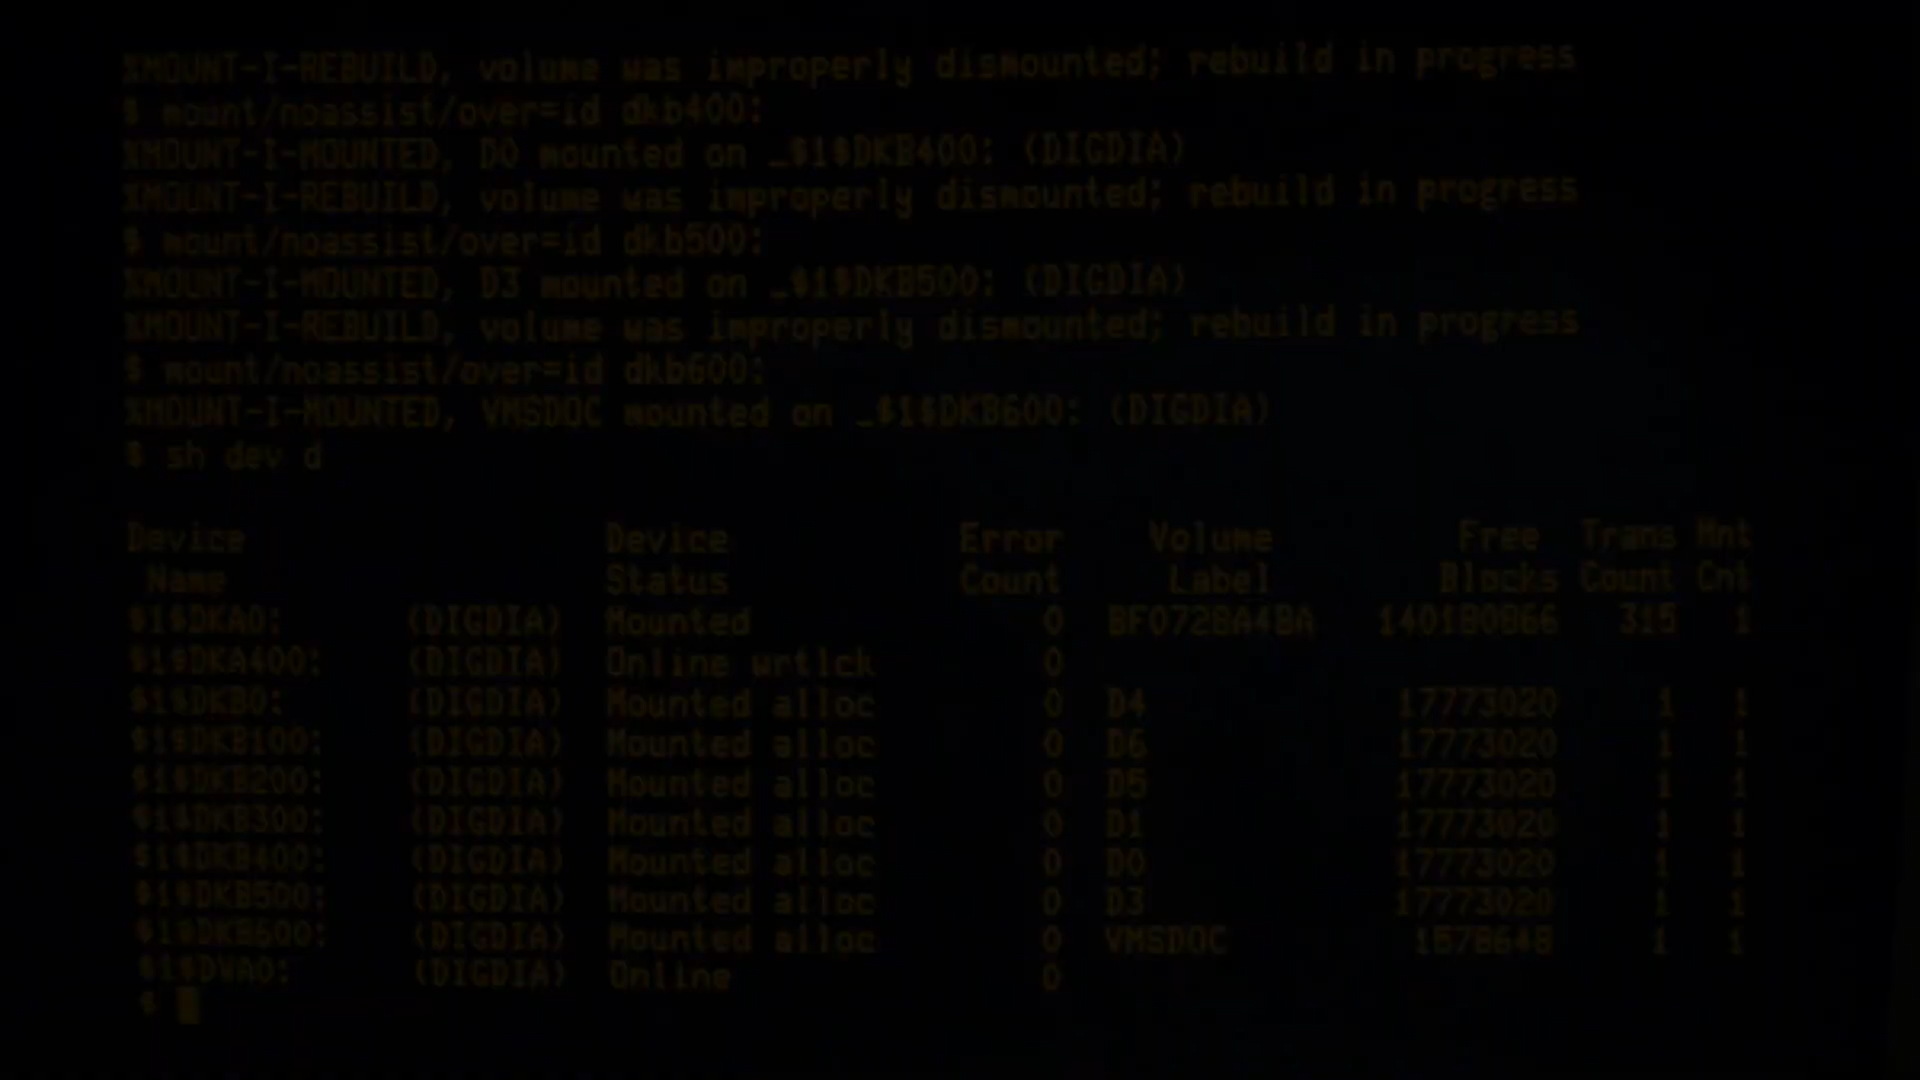 %MOUNT-I-REBUILD, volume was improperly dismounted; rebuild in progress
$ mount/noassist/over=id dkb400:
%MOUNT-I-MOUNTED, D0 mounted on _$1$DKB400: (DIGDIA)
%MOUNT-I-REBUILD, volume was improperly dismounted; rebuild in progress
$ mount/noassist/over=id dkb500:
%MOUNT-I-MOUNTED, D3 mounted on _$1$DKB500: (DIGDIA)
%MOUNT-I-REBUILD, volume was improperly dismounted; rebuild in progress
$ mount/noassist/over=id dkb600:
%MOUNT-I-MOUNTED, VMSDOC mounted on _$1$DKB600: (DIGDIA)
$ sh dev d
Device Device Error Volume Free Trans Mnt
Name Status Count Label Blocks Count Cnt
$1$DKA0: (DIGDIA) Mounted 0 315 1
$1$DKA400: (DIGDIA) Online wrtlck 0
$1$DKB0: (DIGDIA) Mounted alloc 0 D4 17773020 1 1
$1$DKB100: (DIGDIA) Mounted alloc 0 D6 17773020 1 1
$1$DKB200: (DIGDIA) Mounted alloc 0 D5 17773020 1 1
$1$DKB300: (DIGDIA) Mounted alloc 0 D1 17773020 1 1
$1$DKB400: (DIGDIA) Mounted alloc 0 D0 17773020 1 1
$1$DKB500: (DIGDIA) Mounted alloc 0 D3 17773020 1 1
$1$DKB600: (DIGDIA) Mounted alloc 0 VMSDOC 1578648 1 1
$1$DVA0: (DIGDIA) Online 0
$